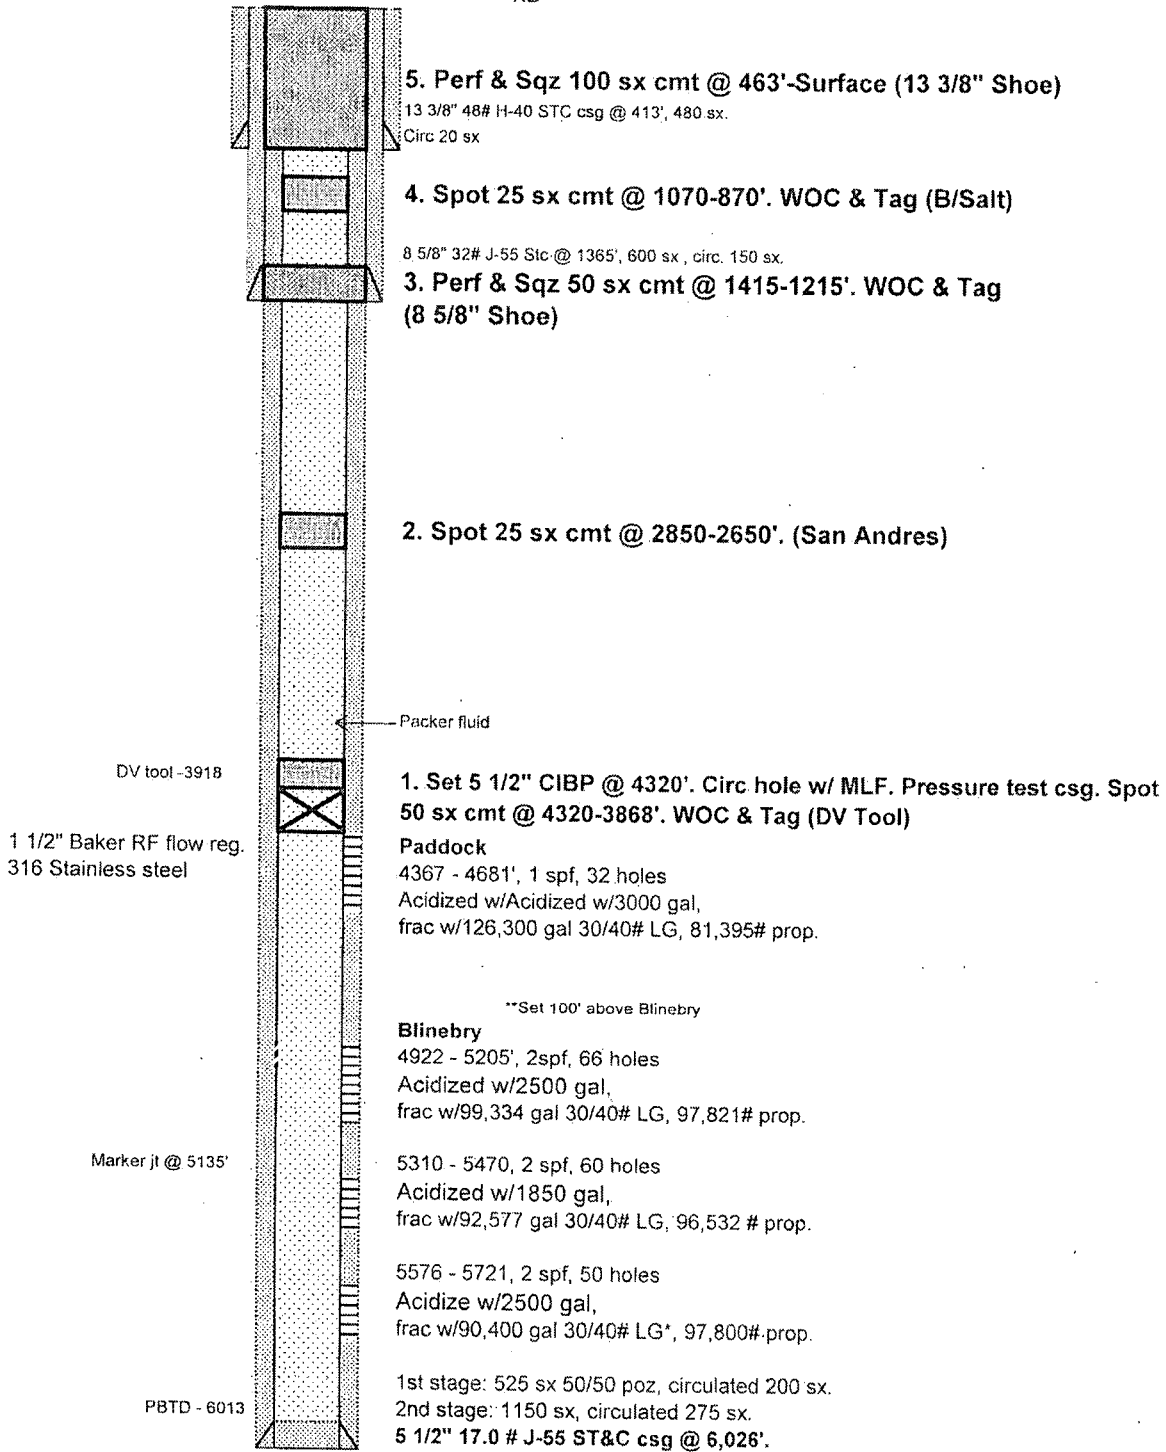 5. Perf & Sqz 100 sx cmt @ 463'-Surface (13 3/8" Shoe)
13 3/8" 48# H-40 STC csg @ 413', 480 sx.
Circ 20 sx
4. Spot 25 sx cmt @ 1070-870'. WOC & Tag (B/Salt)
8 5/8" 32# J-55 Stc @ 1365', 600 sx , circ. 150 sx.
3. Perf & Sqz 50 sx cmt @ 1415-1215'. WOC & Tag
(8 5/8" Shoe)
2. Spot 25 sx cmt @ 2850-2650'. (San Andres)
Packer fluid
DV tool -3918
1. Set 5 1/2" CIBP @ 4320'. Circ hole w/ MLF. Pressure test csg. Spot
50 sx cmt @ 4320-3868'. WOC & Tag (DV Tool)
1 1/2" Baker RF flow reg.
316 Stainless steel
Paddock
4367 - 4681', 1 spf, 32 holes
Acidized w/Acidized w/3000 gal,
frac w/126,300 gal 30/40# LG, 81,395# prop.
**Set 100' above Blinebry
Blinebry
4922 - 5205', 2spf, 66 holes
Acidized w/2500 gal,
frac w/99,334 gal 30/40# LG, 97,821# prop.
Marker jt @ 5135'
5310 - 5470, 2 spf, 60 holes
Acidized w/1850 gal,
frac w/92,577 gal 30/40# LG, 96,532 # prop.
5576 - 5721, 2 spf, 50 holes
Acidize w/2500 gal,
frac w/90,400 gal 30/40# LG*, 97,800# prop.
1st stage: 525 sx 50/50 poz, circulated 200 sx.
PBTD - 6013
2nd stage: 1150 sx, circulated 275 sx.
5 1/2" 17.0 # J-55 ST&C csg @ 6,026'.